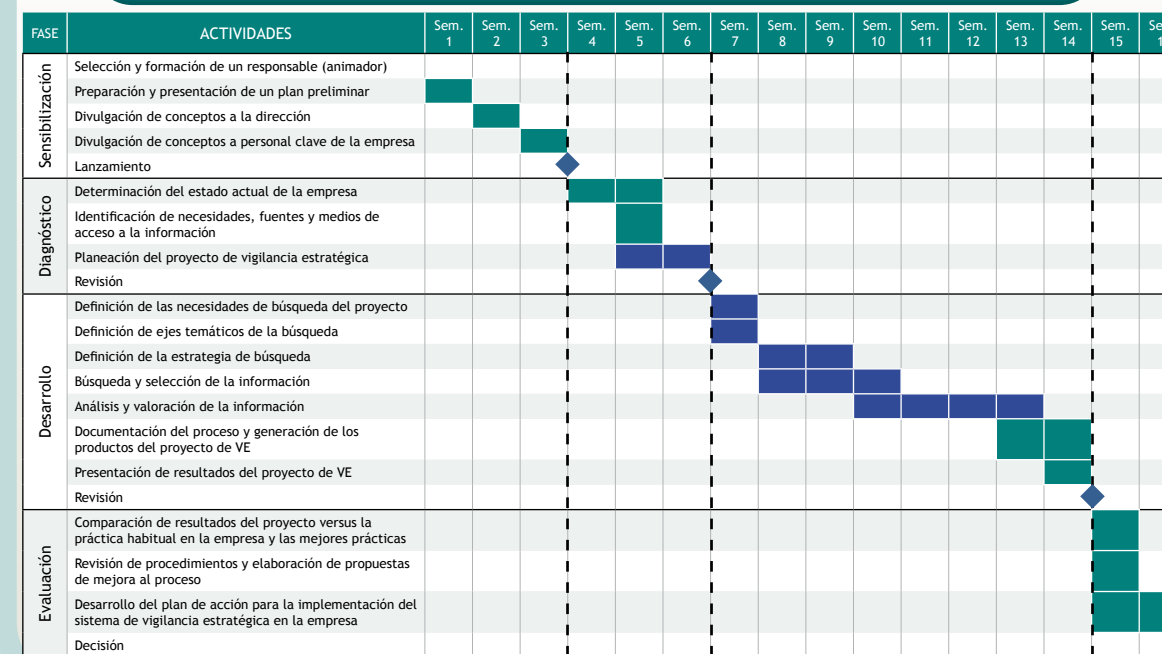 FASE
ACTIVIDADES
Sem.
1
Sem.
2
Sem.
3
Sem.
4
Sem.
5
Sem.
6
Sem.
7
Sem.
8
Sem.
9
Sem.
10
Sem.
11
Sem.
12
Sem.
13
Sem.
14
Sem.
15
Sensibilización
Selección y formación de un responsable (animador)
Preparación y presentación de un plan preliminar
Divulgación de conceptos a la dirección
Divulgación de conceptos a personal clave de la empresa
Lanzamiento
Diagnóstico
Determinación del estado actual de la empresa
Identificación de necesidades, fuentes y medios de
acceso a la información
Planeación del proyecto de vigilancia estratégica
Revisión
Desarrollo
Definición de las necesidades de búsqueda del proyecto
Definición de ejes temáticos de la búsqueda
Definición de la estrategia de búsqueda
Búsqueda y selección de la información
Análisis y valoración de la información
Documentación del proceso y generación de los
productos del proyecto de VE
Presentación de resultados del proyecto de VE
Revisión
Evaluación
Comparación de resultados del proyecto versus la
práctica habitual en la empresa y las mejores prácticas
Revisión de procedimientos y elaboración de propuestas
de mejora al proceso
Desarrollo del plan de acción para la implementación del
sistema de vigilancia estratégica en la empresa
Decisión